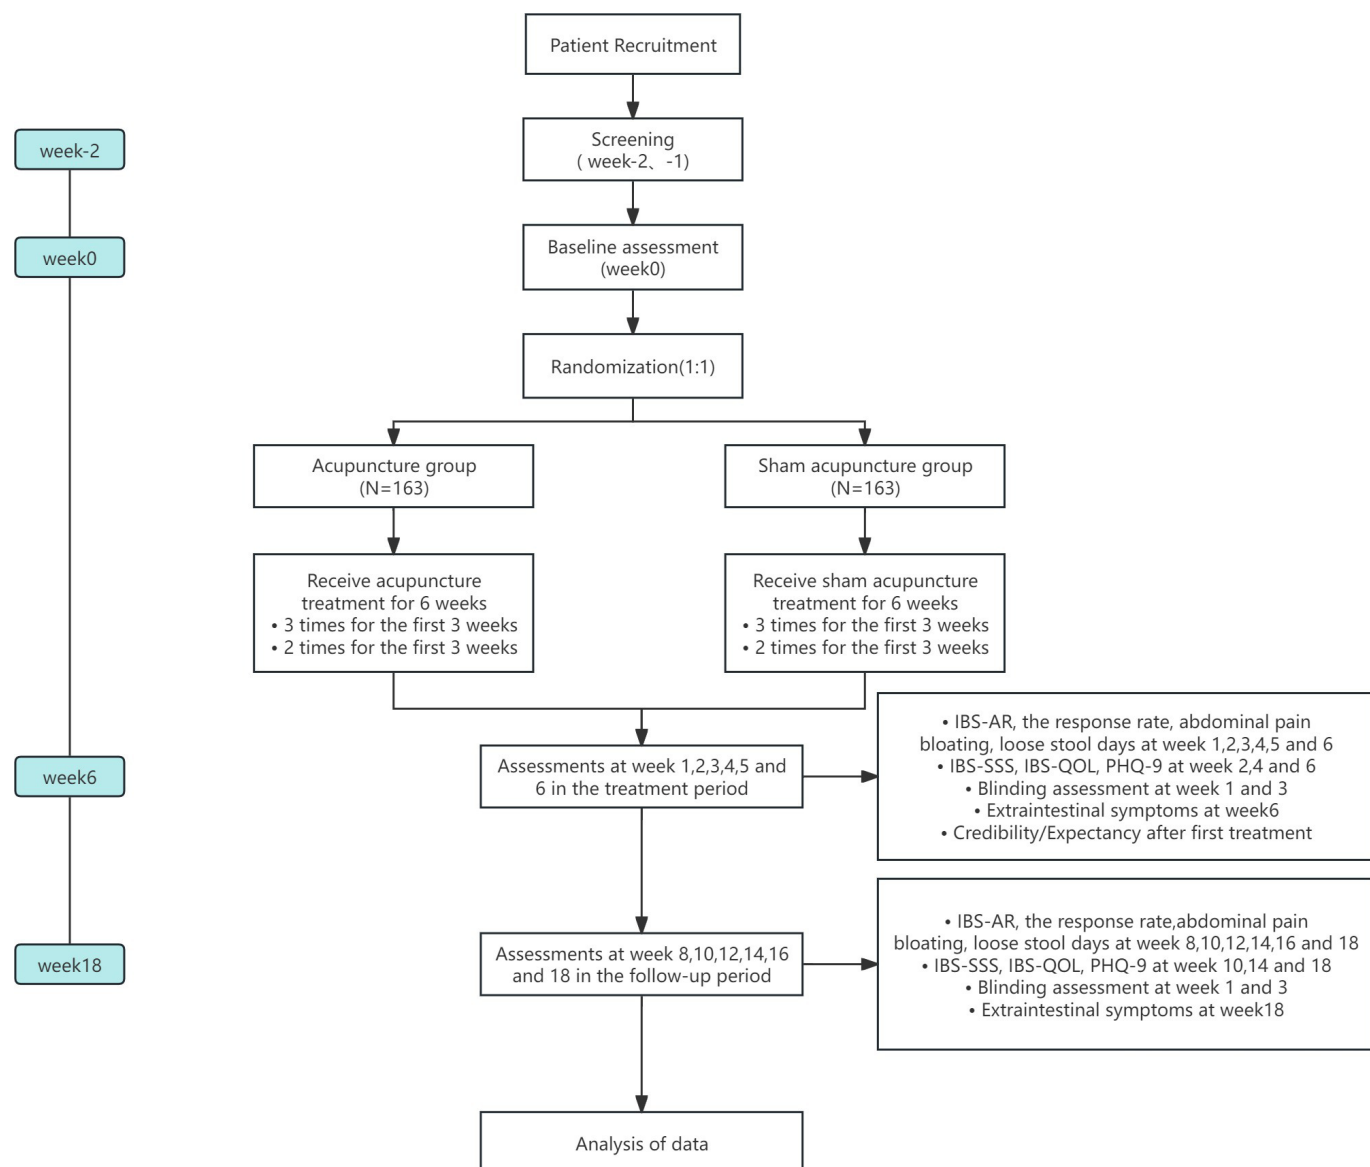 Patient Recruitment
week-2
Screening
( week-2、-1)
week0
Baseline assessment
(week0)
Randomization(1:1)
Acupuncture group
(N=163)
Sham acupuncture group
(N=163)
Receive acupuncture
treatment for 6 weeks
• 3 times for the first 3 weeks
• 2 times for the first 3 weeks
Receive sham acupuncture
treatment for 6 weeks
• 3 times for the first 3 weeks
• 2 times for the first 3 weeks
week6
Assessments at week 1,2,3,4,5 and
6 in the treatment period
• IBS-AR, the response rate, abdominal pain
bloating, loose stool days at week 1,2,3,4,5 and 6
• IBS-SSS, IBS-QOL, PHQ-9 at week 2,4 and 6
• Blinding assessment at week 1 and 3
• Extraintestinal symptoms at week6
• Credibility/Expectancy after first treatment
week18
Assessments at week 8,10,12,14,16
and 18 in the follow-up period
• IBS-AR, the response rate,abdominal pain
bloating, loose stool days at week 8,10,12,14,16 and 18
• IBS-SSS, IBS-QOL, PHQ-9 at week 10,14 and 18
• Blinding assessment at week 1 and 3
• Extraintestinal symptoms at week18
Analysis of data